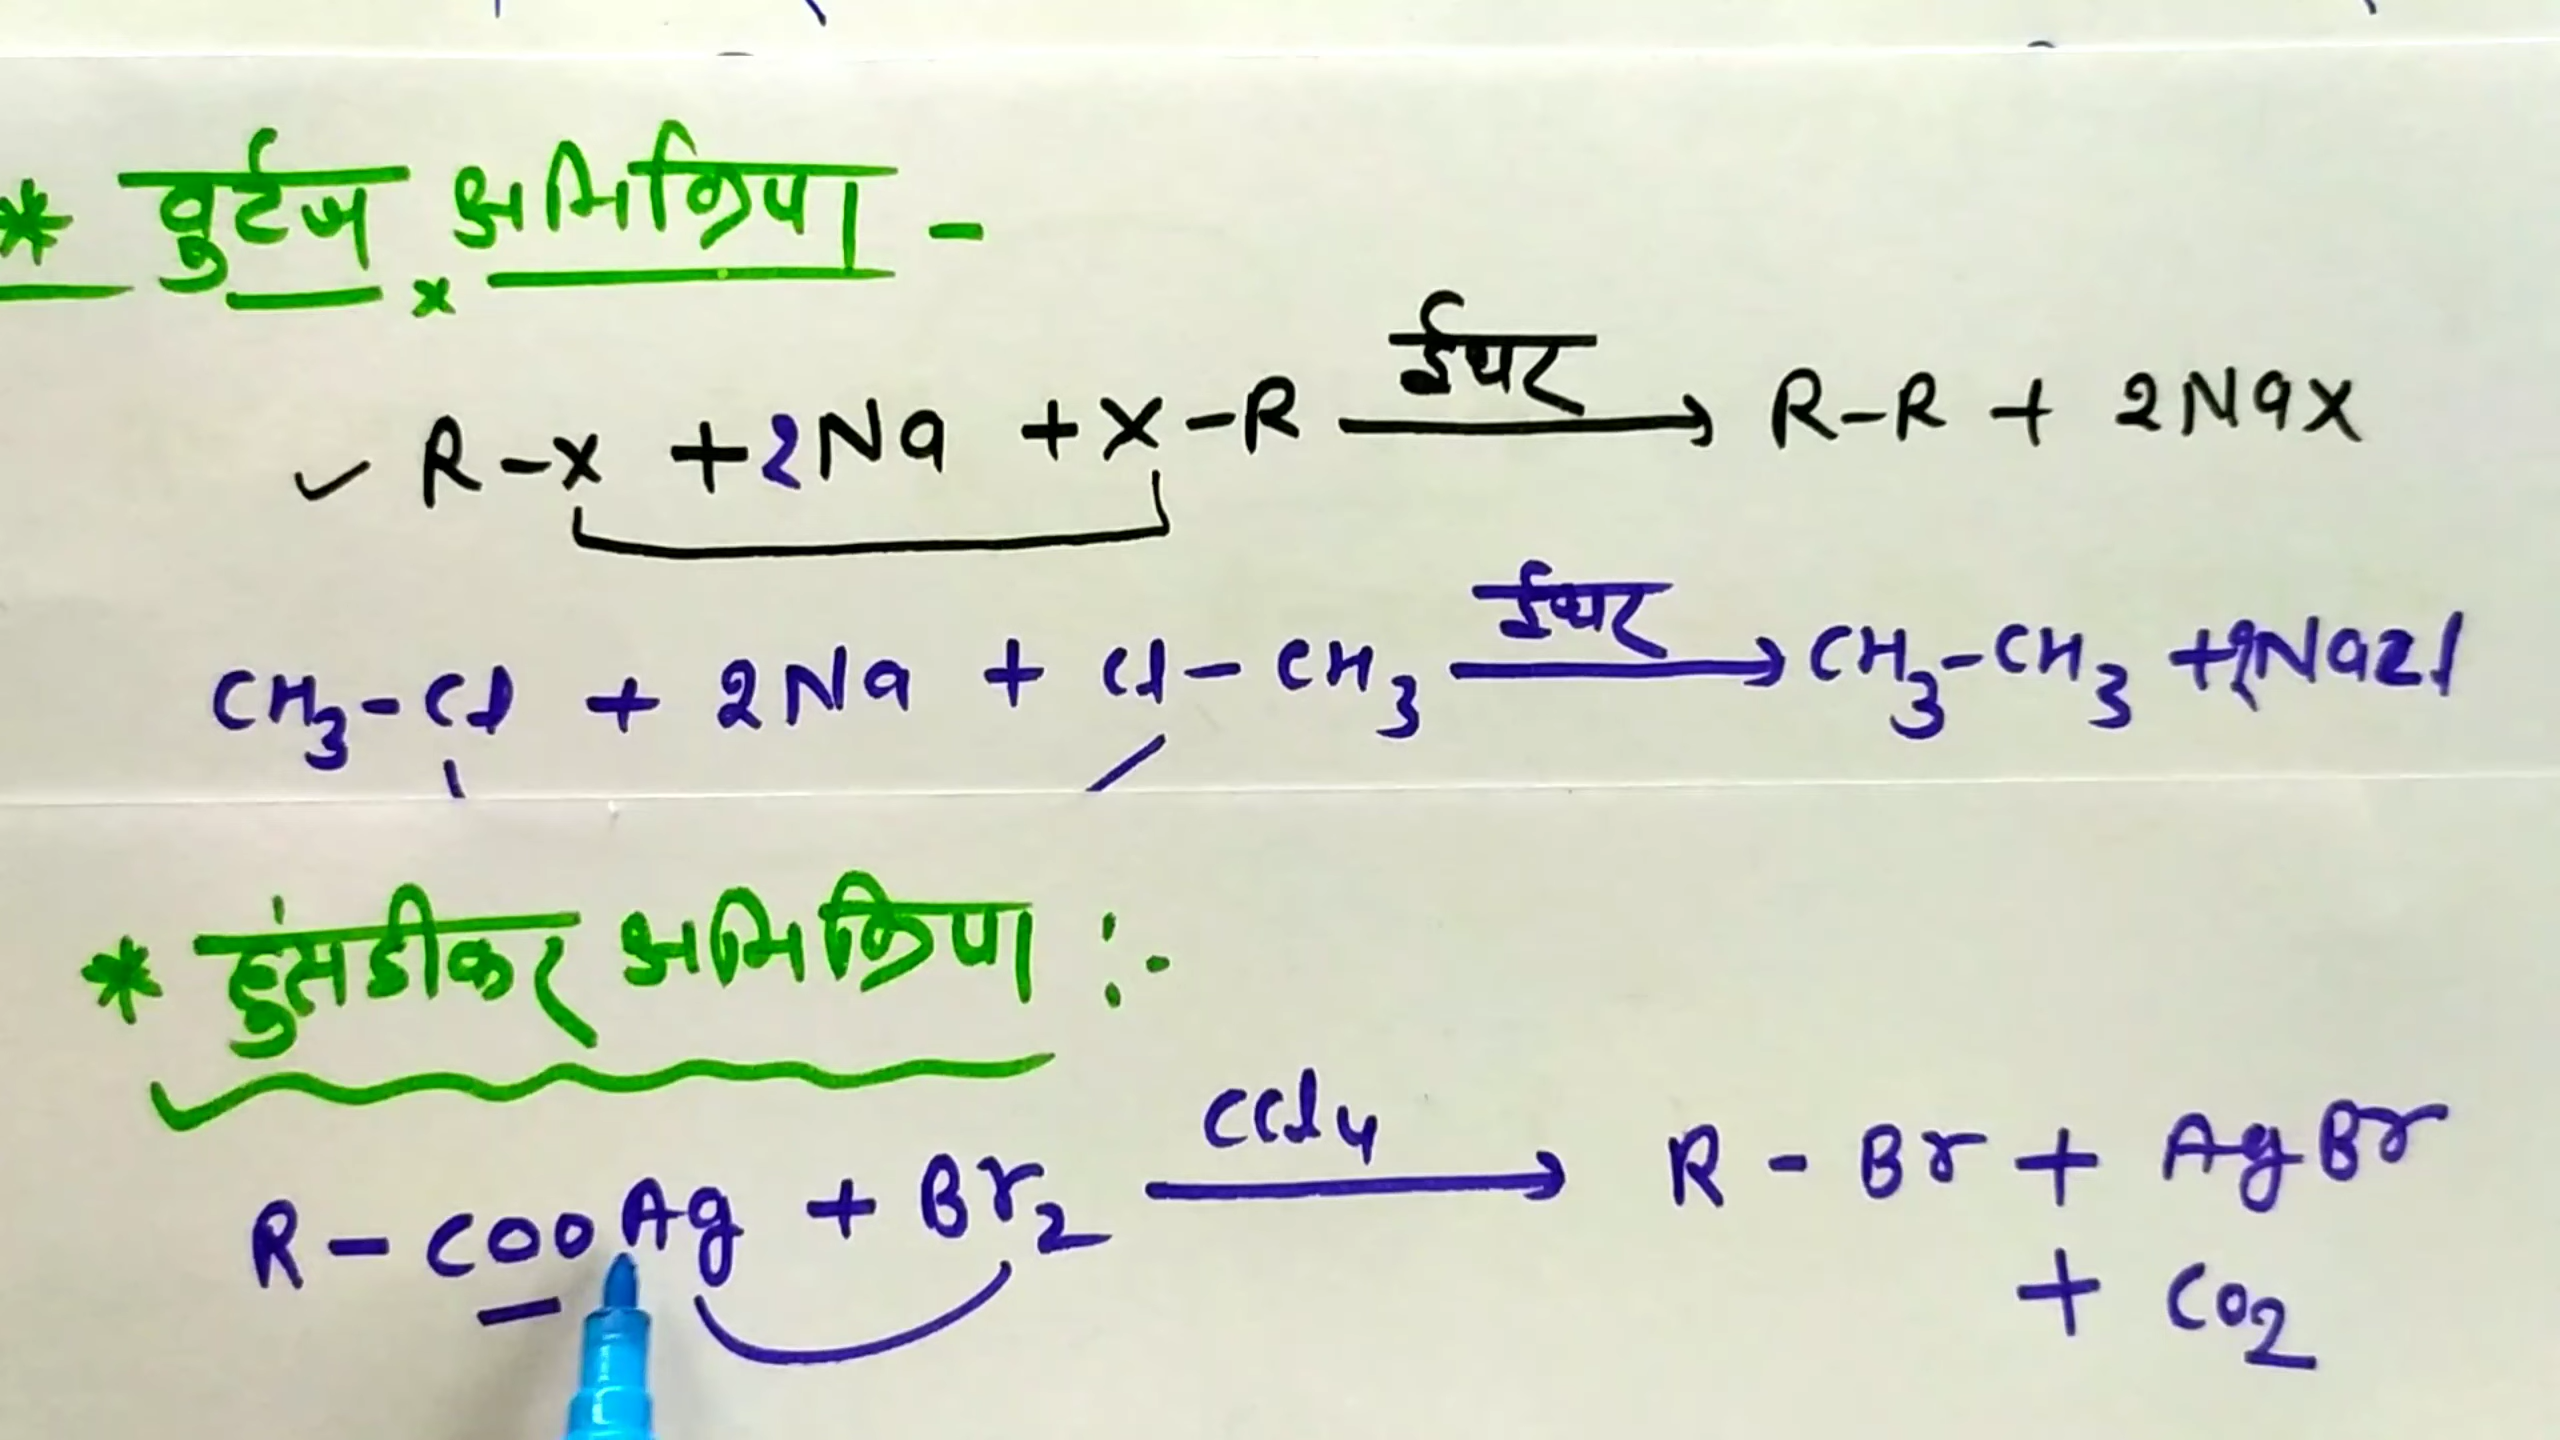 * वुर्टज अभिक्रिया -
ईथर
R-x + 2Na + x-R → R-R + 2Nax
ईथर
CH3-Cl + 2Na + Cl-CH3 → CH3-CH3 + 2NaCl
* हुंसडीकर अभिक्रिया :-
CCl4
R - COOAg + Br2 → R - Br + AgBr
+ CO2